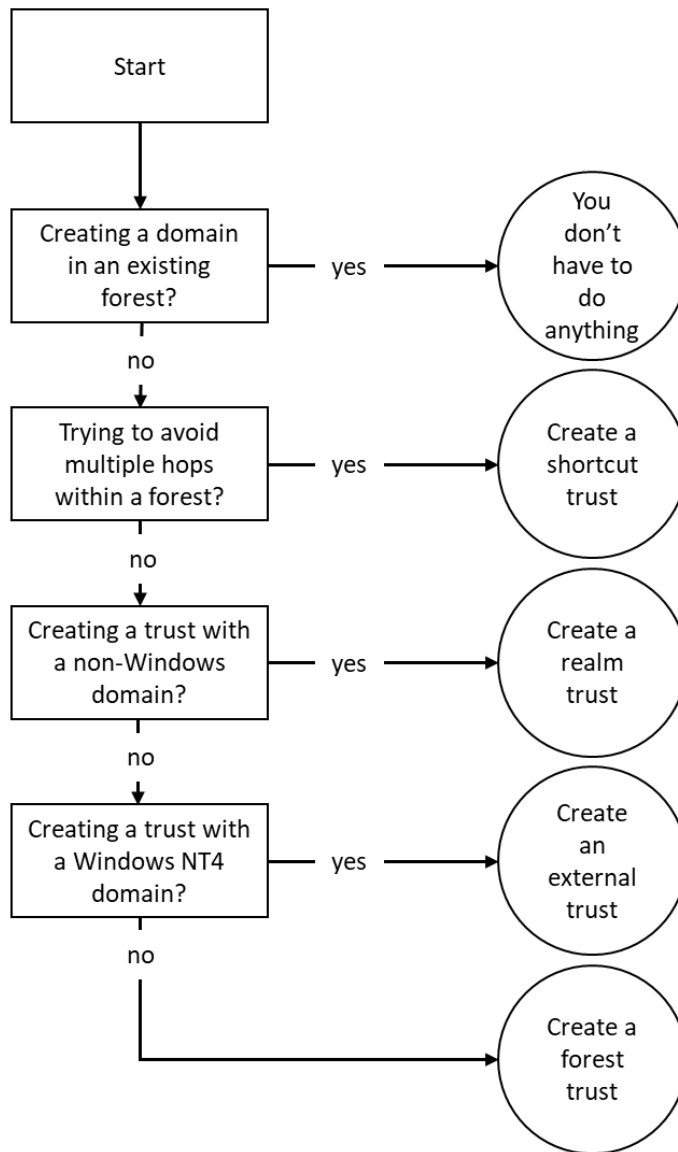 Start
Creating a domain
in an existing
forest?
yes
You
don't
have to
do
anything
no
Trying to avoid
multiple hops
within a forest?
yes
Create a
shortcut
trust
no
Creating a trust with
a non-Windows
domain?
yes
Create a
realm
trust
no
Creating a trust with
a Windows NT4
domain?
yes
Create
an
external
trust
no
Create a
forest
trust